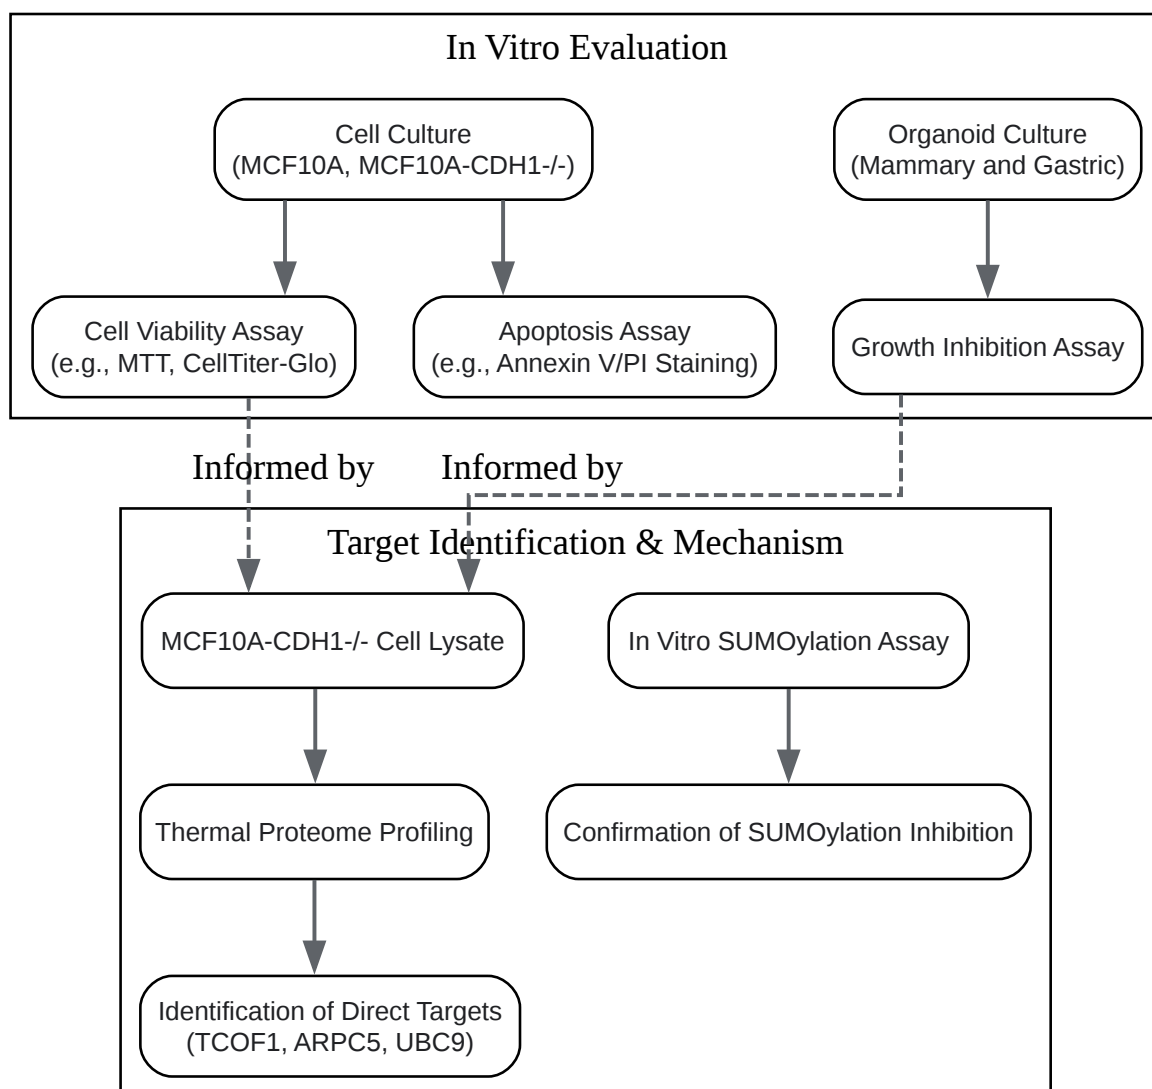 In Vitro Evaluation
Cell Culture
(MCF10A, MCF10A-CDH1-/-)
Organoid Culture
(Mammary and Gastric)
Cell Viability Assay
(e.g., MTT, CellTiter-Glo)
Apoptosis Assay
(e.g., Annexin V/PI Staining)
Growth Inhibition Assay
Informed by
Informed by
Target Identification & Mechanism
MCF10A-CDH1-/- Cell Lysate
In Vitro SUMOylation Assay
Thermal Proteome Profiling
Confirmation of SUMOylation Inhibition
Identification of Direct Targets
(TCOF1, ARPC5, UBC9)